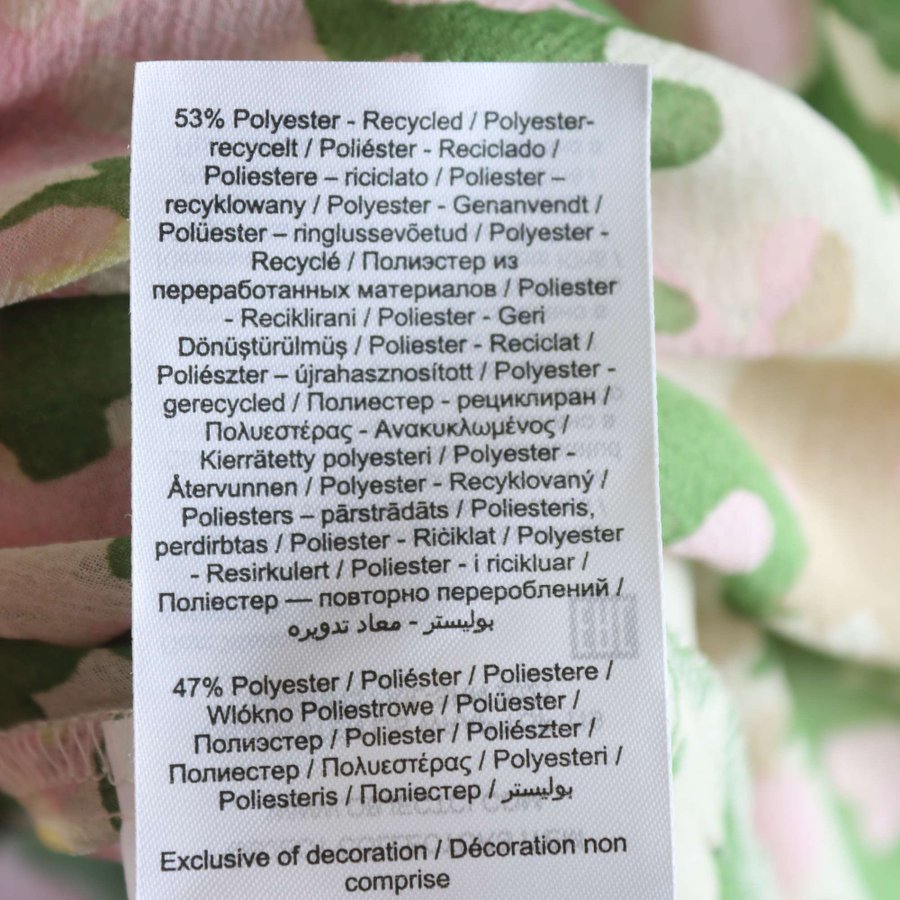 53% Polyester - Recycled / Polyester-
recycelt / Poliéster - Reciclado /
Poliestere – riciclato / Poliester –
recyklowany / Polyester - Genanvendt /
Polüester – ringlussevõetud / Polyester -
Recyclé / Полиэстер из
переработанных материалов / Poliester
- Reciklirani / Poliester - Geri
Dönüştürülmüş / Poliester - Reciclat /
Poliészter – újrahasznosított / Polyester -
gerecycled / Полиестер - рециклиран /
Πολυεστέρας - Ανακυκλωμένος /
Kierrätetty polyesteri / Polyester -
Återvunnen / Polyester - Recyklovaný /
Poliesters – pārstrādāts / Poliesteris,
perdirbtas / Poliester - Riċiklat / Polyester
- Resirkulert / Poliester - i ricikluar /
Поліестер — повторно перероблений /
بوليستر - معاد تدويره
47% Polyester / Poliéster / Poliestere /
Wlókno Poliestrowe / Polüester /
Полиэстер / Poliester / Poliészter /
Полиестер / Πολυεστέρας / Polyesteri /
Poliesteris / Поліестер / بوليستر
Exclusive of decoration / Décoration non
comprise